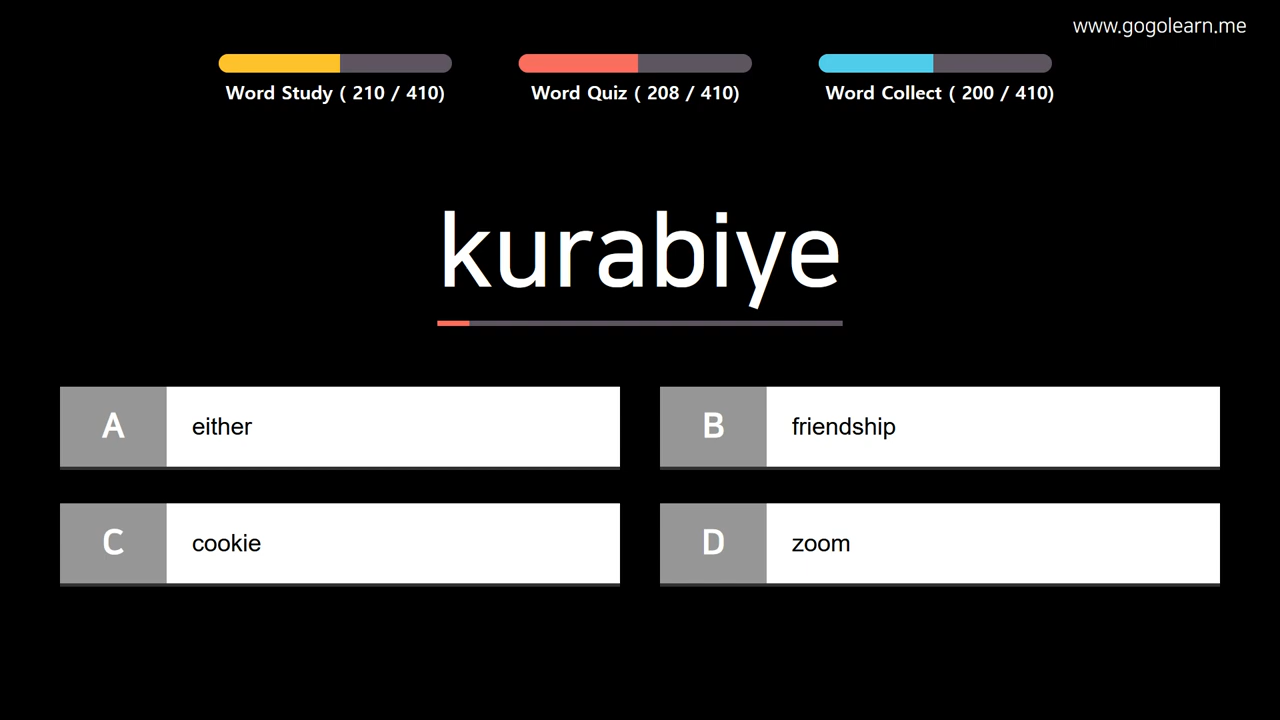 www.gogolearn.me
Word Study ( 210 / 410)
Word Quiz ( 208 / 410)
Word Collect ( 200 / 410)
kurabiye
A either
B friendship
C cookie
D zoom